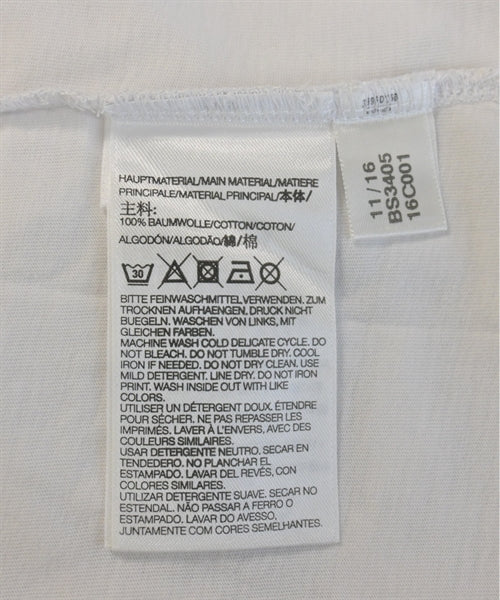 HAUPTMATERIAL/MAIN MATERIAL/MATIERE
PRINCIPALE/MATERIAL PRINCIPAL/本体/
主料:
100% BAUMWOLLE/COTTON/COTON/
ALGODÓN/ALGODÃO/綿/棉
30
BITTE FEINWASCHMITTEL VERWENDEN. ZUM
TROCKNEN AUFHAENGEN. DRUCK NICHT
BUEGELN. WASCHEN VON LINKS, MIT
GLEICHEN FARBEN.
MACHINE WASH COLD DELICATE CYCLE. DO
NOT BLEACH. DO NOT TUMBLE DRY. COOL
IRON IF NEEDED. DO NOT DRY CLEAN. USE
MILD DETERGENT. LINE DRY. DO NOT IRON
PRINT. WASH INSIDE OUT WITH LIKE
COLORS.
UTILISER UN DÉTERGENT DOUX. ÉTENDRE
POUR SÉCHER. NE PAS REPASSER LES
IMPRIMÉS. LAVER À L'ENVERS, AVEC DES
COULEURS SIMILAIRES.
USAR DETERGENTE NEUTRO. SECAR EN
TENDEDERO. NO PLANCHAR EL
ESTAMPADO. LAVAR DEL REVÉS, CON
COLORES SIMILARES.
UTILIZAR DETERGENTE SUAVE. SECAR NO
ESTENDAL. NÃO PASSAR A FERRO O
ESTAMPADO. LAVAR DO AVESSO,
JUNTAMENTE COM CORES SEMELHANTES.
11/16
BS3405
16C001